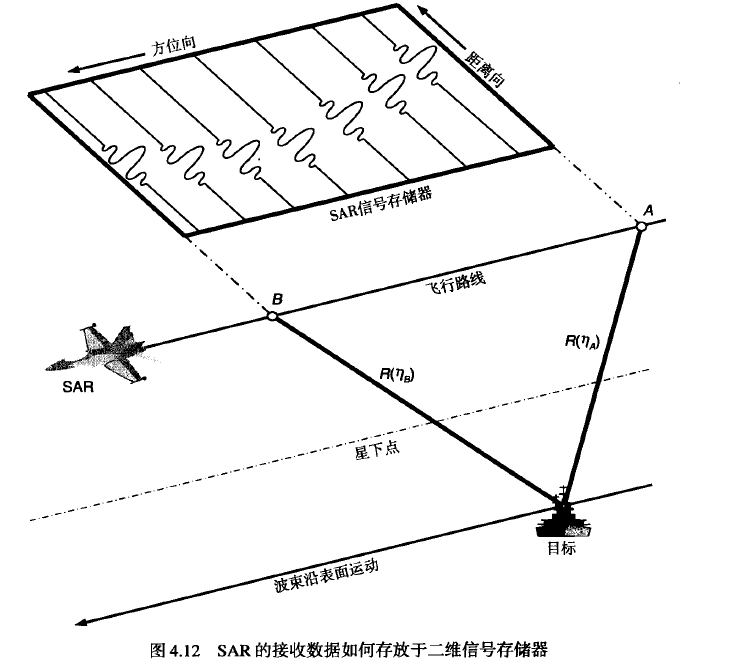 方位向
距离向
SAR信号存储器
A
飞行路线
B
R(ηA)
SAR
R(ηB)
星下点
目标
波束沿表面运动
图 4.12 SAR 的接收数据如何存放于二维信号存储器